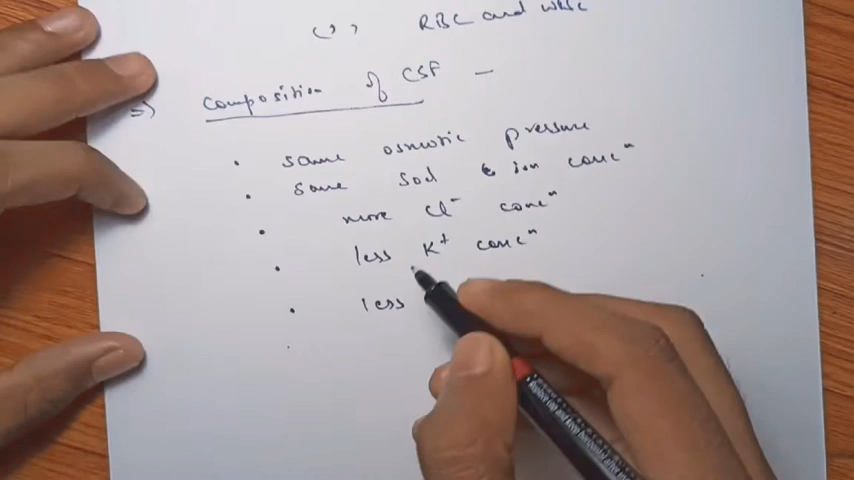 (', RBC and WBC
=> Composition of CSF -
• same osmotic pressure
• same sod ion concⁿ
• more Cl⁻ concⁿ
• less K⁺ concⁿ
• less